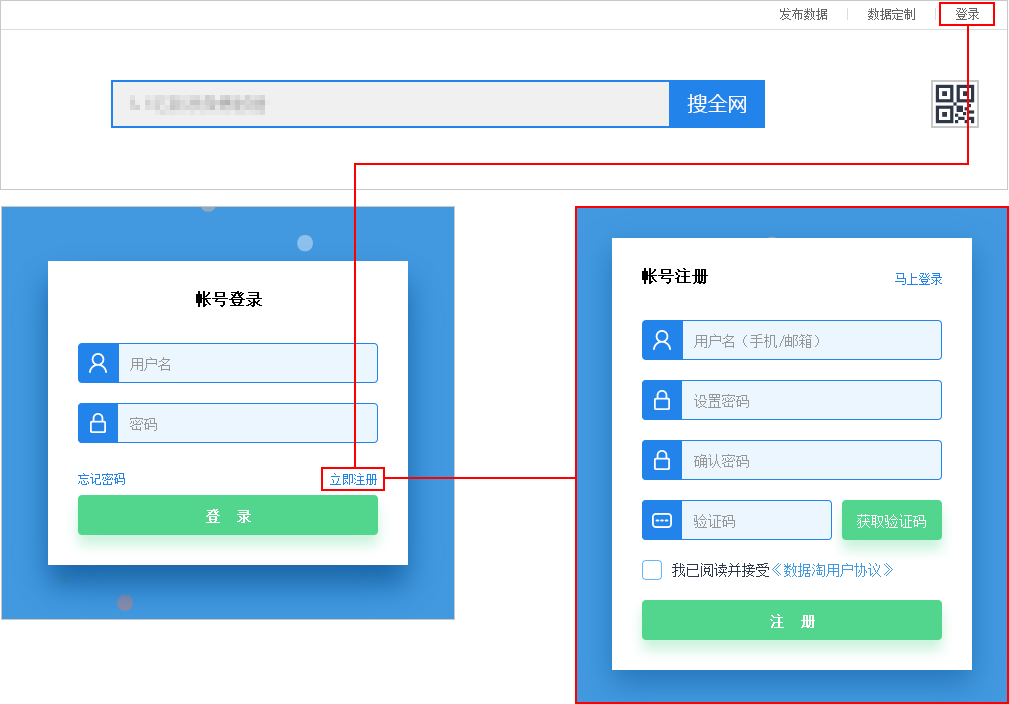 发布数据
数据定制
登录
搜全网
帐号登录
用户名
密码
忘记密码
立即注册
登 录
帐号注册
马上登录
用户名（手机/邮箱）
设置密码
确认密码
验证码
获取验证码
我已阅读并接受《数据淘用户协议》
注 册